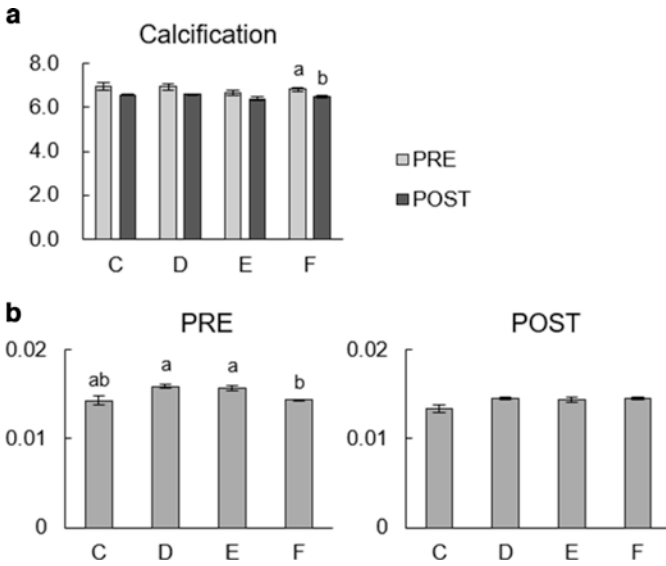 a
Calcification
8.0
a
b
6.0
4.0
PRE
POST
2.0
0.0
C D E F
b
PRE
0.02
ab a a b
0.01
0
C D E F
POST
0.02
0.01
0
C D E F